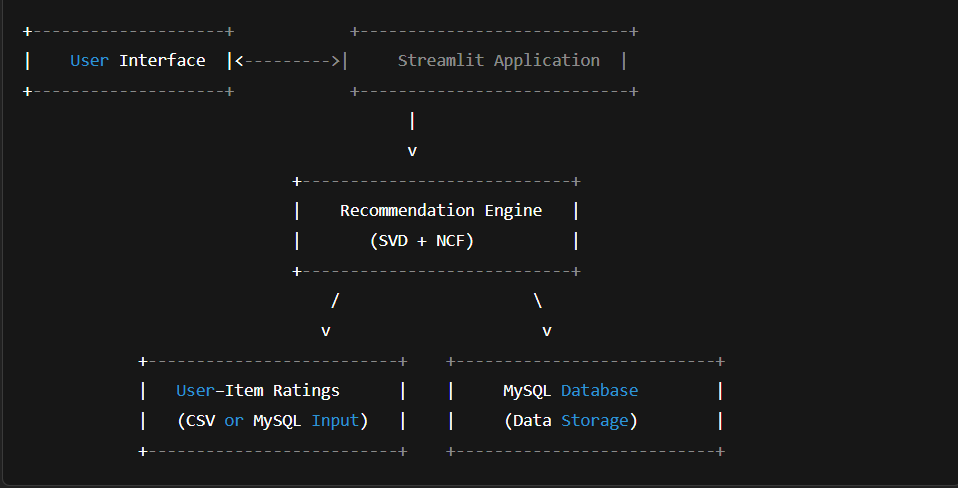 +--------------------+            +----------------------------+
|    User Interface  |<--------->|     Streamlit Application  |
+--------------------+            +----------------------------+
                                        |
                                        v
                            +----------------------------+
                            |    Recommendation Engine   |
                            |       (SVD + NCF)          |
                            +----------------------------+
                                /                    \
                               v                      v
            +--------------------------+    +---------------------------+
            |   User–Item Ratings      |    |     MySQL Database        |
            |   (CSV or MySQL Input)   |    |     (Data Storage)        |
            +--------------------------+    +---------------------------+